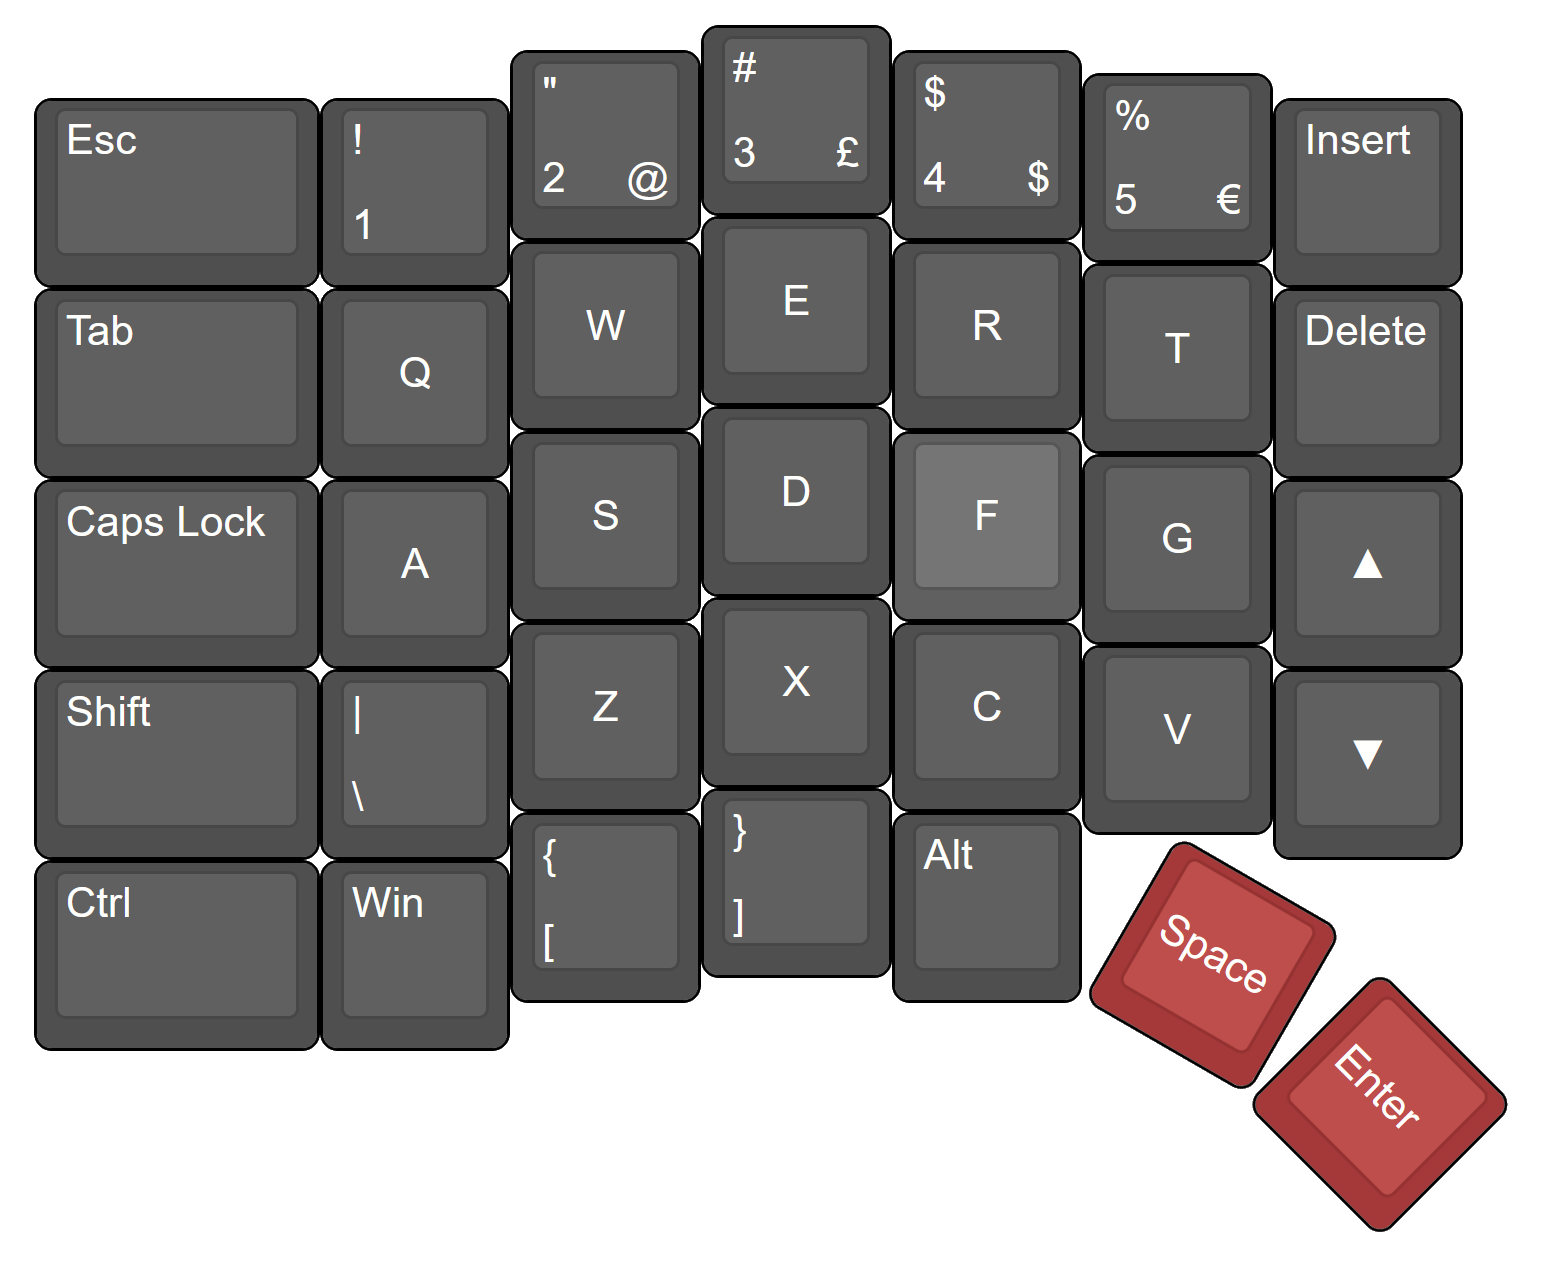 Esc
!
1
"
2 @
#
3 £
$
4 $
%
5 €
Insert
Tab
Q
W
E
R
T
Delete
Caps Lock
A
S
D
F
G
▲
Shift
|
\
Z
X
C
V
▼
Ctrl
Win
{
[
}
]
Alt
Space
Enter